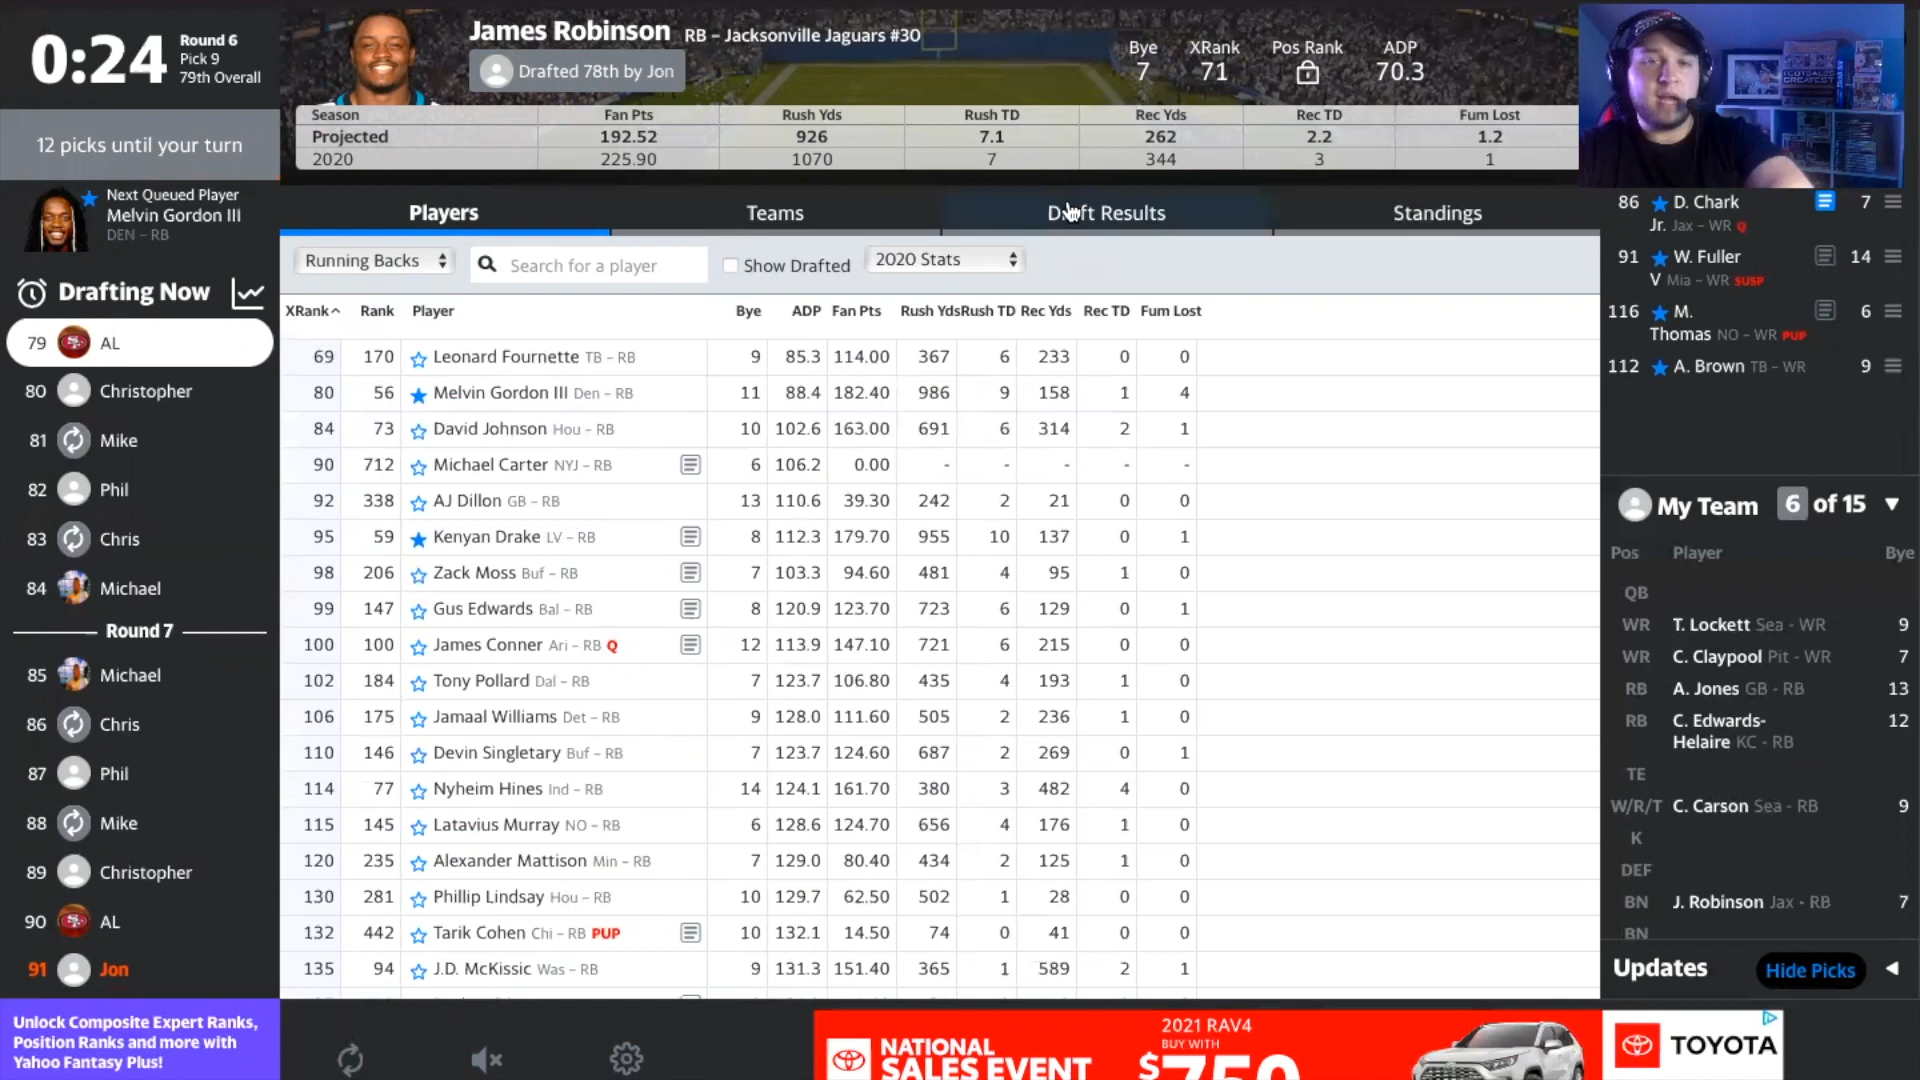 0:24
Round 6
Pick 9
79th Overall
12 picks until your turn
Next Queued Player
Melvin Gordon III
DEN – RB
Drafting Now
79 AL
80 Christopher
81 Mike
82 Phil
83 Chris
84 Michael
Round 7
85 Michael
86 Chris
87 Phil
88 Mike
89 Christopher
90 AL
91 Jon
Unlock Composite Expert Ranks,
Position Ranks and more with
Yahoo Fantasy Plus!
James Robinson RB – Jacksonville Jaguars #30
Drafted 78th by Jon
Bye XRank Pos Rank ADP
7 71 70.3
Season Fan Pts Rush Yds Rush TD Rec Yds Rec TD Fum Lost
Projected 192.52 926 7.1 262 2.2 1.2
2020 225.90 1070 7 344 3 1
Players Teams Draft Results Standings
Running Backs Search for a player Show Drafted 2020 Stats
XRank Rank Player Bye ADP Fan Pts Rush Yds Rush TD Rec Yds Rec TD Fum Lost
69 170 Leonard Fournette TB – RB 9 85.3 114.00 367 6 233 0 0
80 56 Melvin Gordon III Den – RB 11 88.4 182.40 986 9 158 1 4
84 73 David Johnson Hou – RB 10 102.6 163.00 691 6 314 2 1
90 712 Michael Carter NYJ – RB 6 106.2 0.00 - - - - -
92 338 AJ Dillon GB – RB 13 110.6 39.30 242 2 21 0 0
95 59 Kenyan Drake LV – RB 8 112.3 179.70 955 10 137 0 1
98 206 Zack Moss Buf – RB 7 103.3 94.60 481 4 95 1 0
99 147 Gus Edwards Bal – RB 8 120.9 123.70 723 6 129 0 1
100 100 James Conner Ari – RB Q 12 113.9 147.10 721 6 215 0 0
102 184 Tony Pollard Dal – RB 7 123.7 106.80 435 4 193 1 0
106 175 Jamaal Williams Det – RB 9 128.0 111.60 505 2 236 1 0
110 146 Devin Singletary Buf – RB 7 123.7 124.60 687 2 269 0 1
114 77 Nyheim Hines Ind – RB 14 124.1 161.70 380 3 482 4 0
115 145 Latavius Murray NO – RB 6 128.6 124.70 656 4 176 1 0
120 235 Alexander Mattison Min – RB 7 129.0 80.40 434 2 125 1 0
130 281 Phillip Lindsay Hou – RB 10 129.7 62.50 502 1 28 0 0
132 442 Tarik Cohen Chi – RB PUP 10 132.1 14.50 74 0 41 0 0
135 94 J.D. McKissic Was – RB 9 131.3 151.40 365 1 589 2 1
86 D. Chark 7
Jr. Jax – WR Q
91 W. Fuller 14
V Mia – WR SUSP
116 M. 6
Thomas NO – WR PUP
112 A. Brown TB – WR 9
My Team 6 of 15
Pos Player Bye
QB
WR T. Lockett Sea - WR 9
WR C. Claypool Pit - WR 7
RB A. Jones GB - RB 13
RB C. Edwards- 12
Helaire KC - RB
TE
W/R/T C. Carson Sea - RB 9
K
DEF
BN J. Robinson Jax - RB 7
BN
Updates Hide Picks
NATIONAL
SALES EVENT
2021 RAV4
BUY WITH
$750
TOYOTA